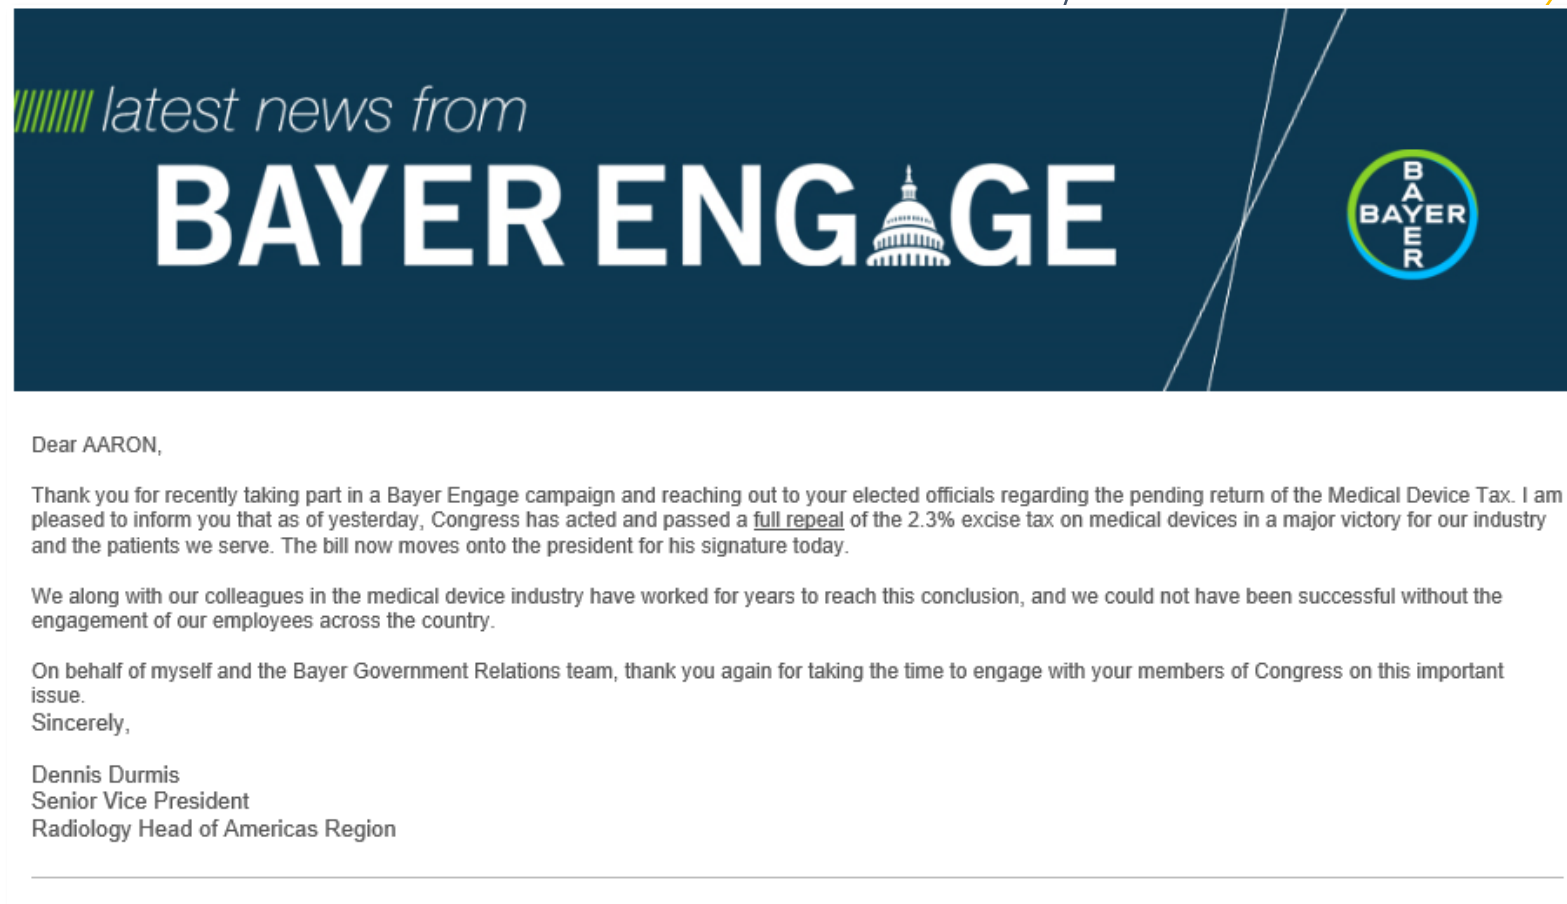 latest news from
BAYER ENGAGE
BAYER
BAYER
Dear AARON,
Thank you for recently taking part in a Bayer Engage campaign and reaching out to your elected officials regarding the pending return of the Medical Device Tax. I am
pleased to inform you that as of yesterday, Congress has acted and passed a full repeal of the 2.3% excise tax on medical devices in a major victory for our industry
and the patients we serve. The bill now moves onto the president for his signature today.
We along with our colleagues in the medical device industry have worked for years to reach this conclusion, and we could not have been successful without the
engagement of our employees across the country.
On behalf of myself and the Bayer Government Relations team, thank you again for taking the time to engage with your members of Congress on this important
issue.
Sincerely,
Dennis Durmis
Senior Vice President
Radiology Head of Americas Region